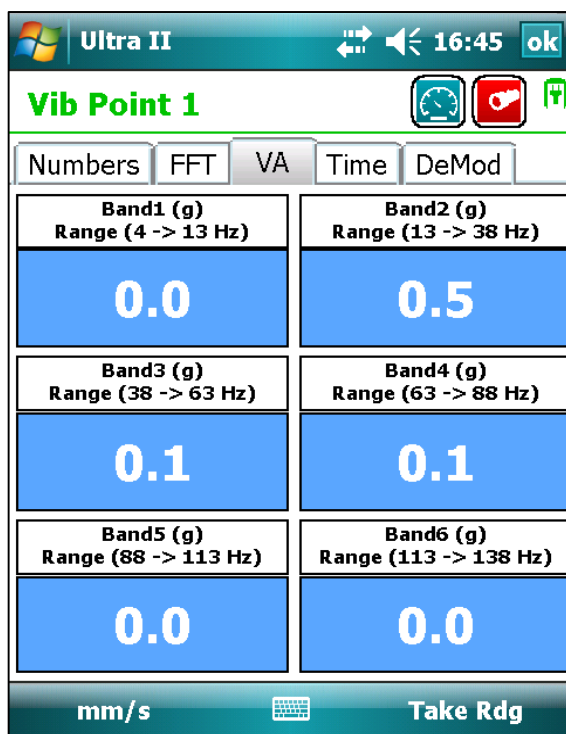 Ultra II 16:45 ok
Vib Point 1
Numbers FFT VA Time DeMod
Band1 (g)
Range (4 -> 13 Hz)
0.0
Band2 (g)
Range (13 -> 38 Hz)
0.5
Band3 (g)
Range (38 -> 63 Hz)
0.1
Band4 (g)
Range (63 -> 88 Hz)
0.1
Band5 (g)
Range (88 -> 113 Hz)
0.0
Band6 (g)
Range (113 -> 138 Hz)
0.0
mm/s Take Rdg